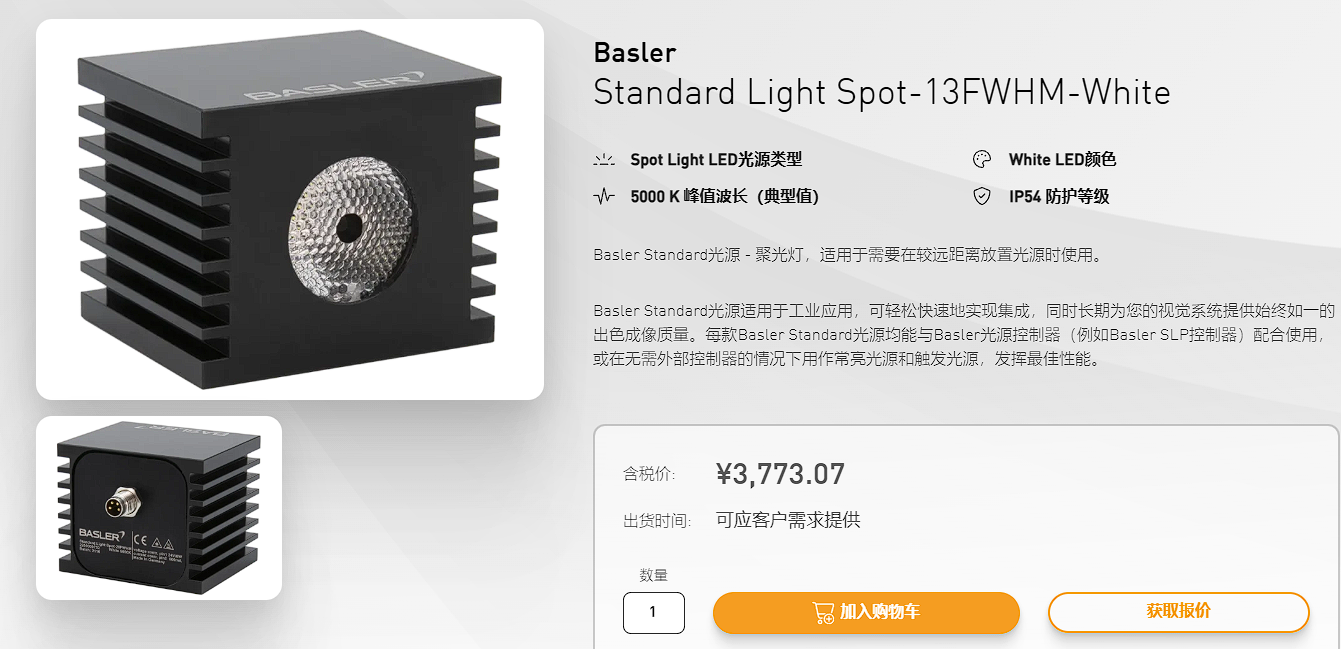 BASLER
Basler
Standard Light Spot-13FWHM-White
Spot Light LED光源类型
White LED颜色
5000 K 峰值波长（典型值）
IP54 防护等级
Basler Standard光源 - 聚光灯，适用于需要在较远距离放置光源时使用。
Basler Standard光源适用于工业应用，可轻松快速地实现集成，同时长期为您的视觉系统提供始终如一的
出色成像质量。每款Basler Standard光源均能与Basler光源控制器（例如Basler SLP控制器）配合使用，
或在无需外部控制器的情况下用作常亮光源和触发光源，发挥最佳性能。
BASLER
BASLER
CE
含税价:
¥3,773.07
出货时间:
可应客户需求提供
数量
1
加入购物车
获取报价